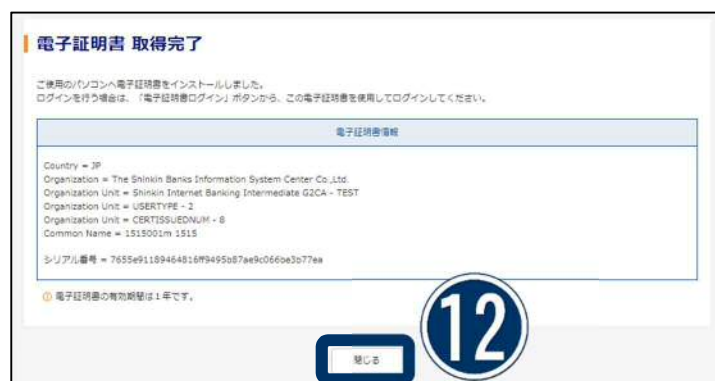 電子証明書 取得完了
ご使用のパソコンへ電子証明書をインストールしました。
ログインを行う場合は、「電子証明書ログイン」ボタンから、この電子証明書を使用してログインしてください。
電子証明書情報
Country = JP
Organization = The Shinkin Banks Information System Center Co.,Ltd.
Organization Unit = Shinkin Internet Banking Intermediate G2CA - TEST
Organization Unit = USERTYPE - 2
Organization Unit = CERTISSUEDNUM - 8
Common Name = 1515001m 1515
シリアル番号 = 7655e91189464816ff9495b87ae9c066be3b77ea
電子証明書の有効期間は1年です。
閉じる
12